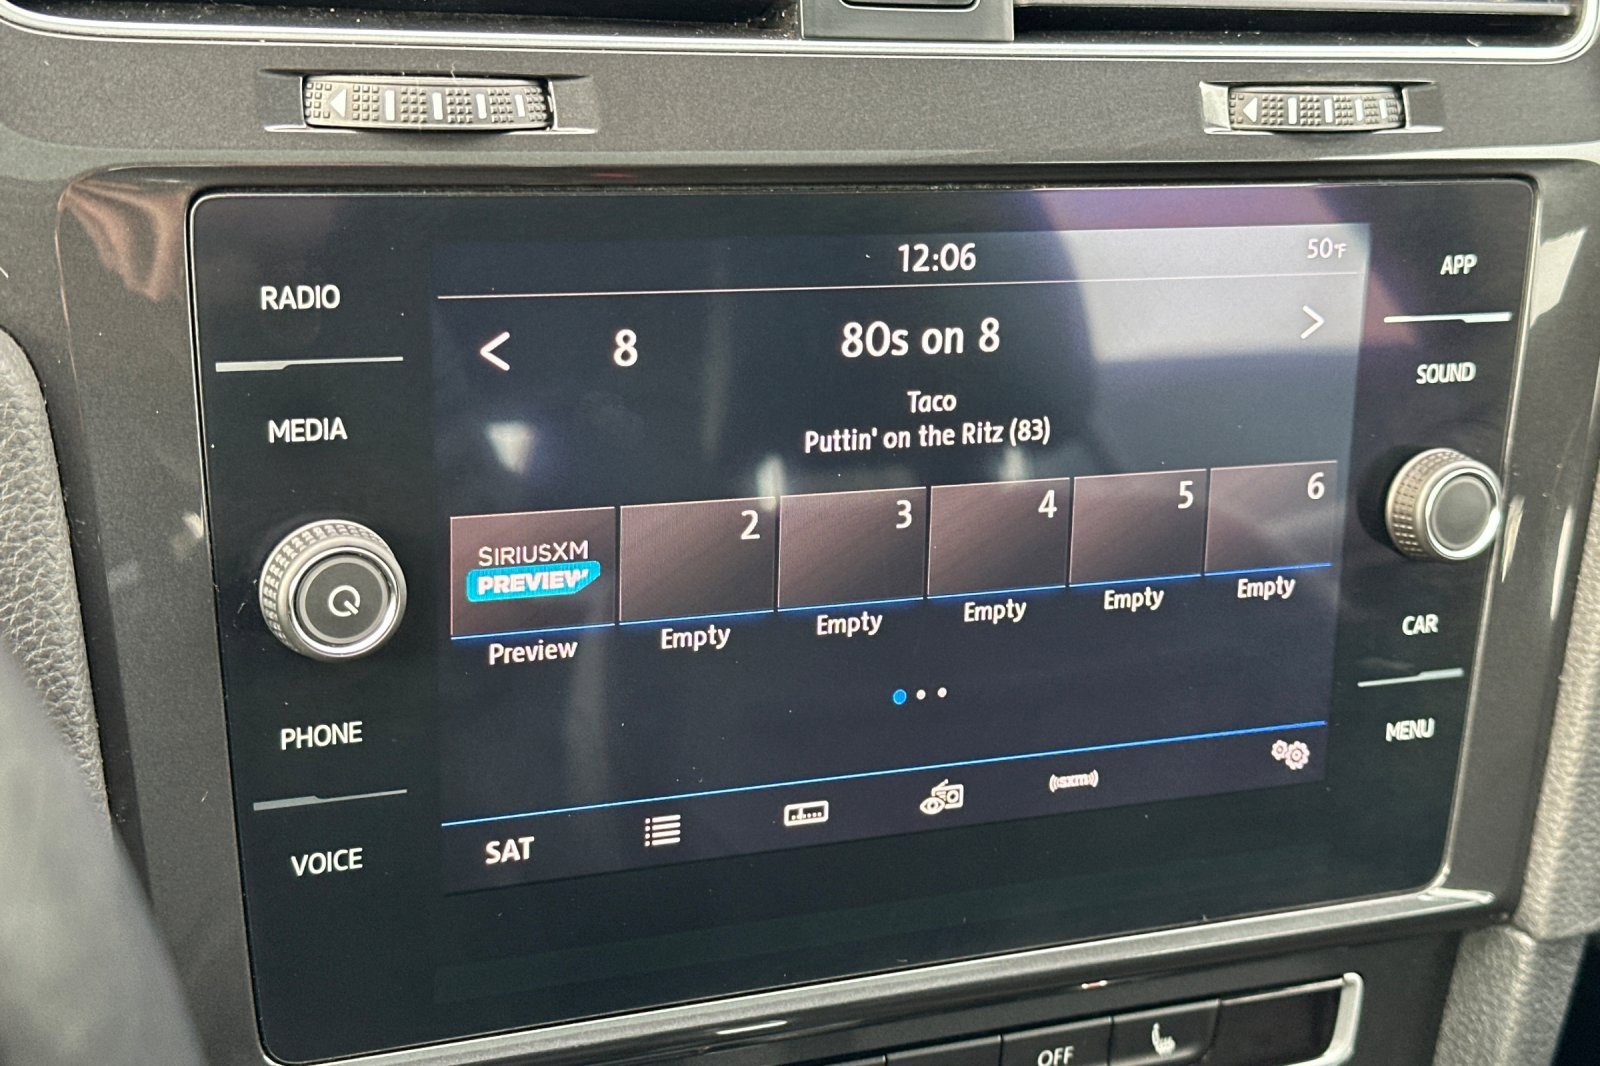 RADIO
MEDIA
PHONE
VOICE
12:06
50°F
8
80s on 8
Taco
Puttin' on the Ritz (83)
SIRIUSXM
PREVIEW
Preview
2
Empty
3
Empty
4
Empty
5
Empty
6
Empty
SAT
((sxm))
APP
SOUND
CAR
MENU
OFF